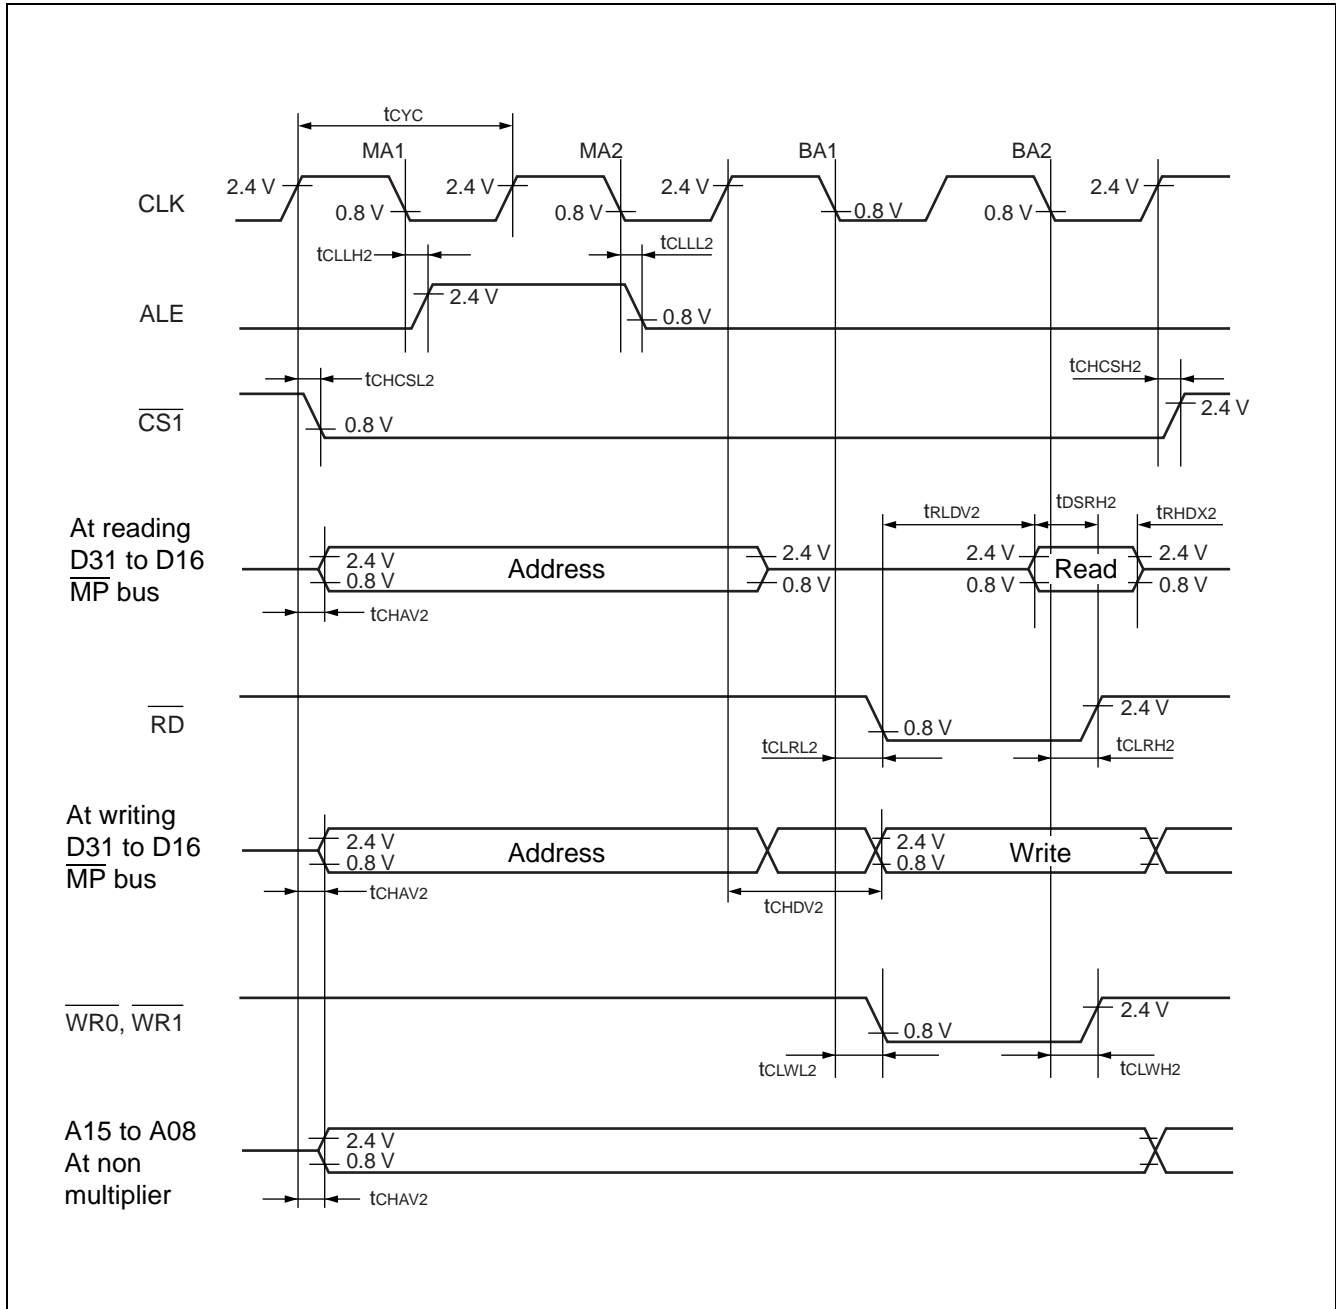 tCYC
MA1 MA2 BA1 BA2
CLK
2.4 V 2.4 V 2.4 V 2.4 V
0.8 V 0.8 V 0.8 V 0.8 V
tCLLH2 tCLLL2
ALE
2.4 V
0.8 V
tCHCSL2 tCHCSH2
CS1
0.8 V
2.4 V
tRLDV2 tDSRH2 tRHDX2
At reading
D31 to D16
MP bus
2.4 V 2.4 V 2.4 V 2.4 V
Address Read
0.8 V 0.8 V 0.8 V 0.8 V
tCHAV2
RD
2.4 V
0.8 V
tCLRL2 tCLRH2
At writing
D31 to D16
MP bus
2.4 V 2.4 V
Address Write
0.8 V 0.8 V
tCHAV2 tCHDV2
WR0, WR1
2.4 V
0.8 V
tCLWL2 tCLWH2
A15 to A08
At non
multiplier
2.4 V
0.8 V
tCHAV2